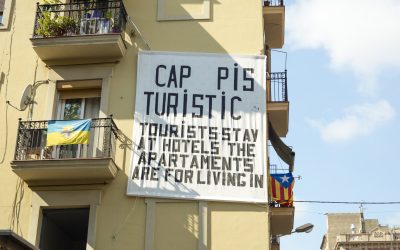 CAP PIS
TURISTIC
TOURISTS STAY
AT HOTELS THE
APARTAMENTS
ARE FOR LIVING IN